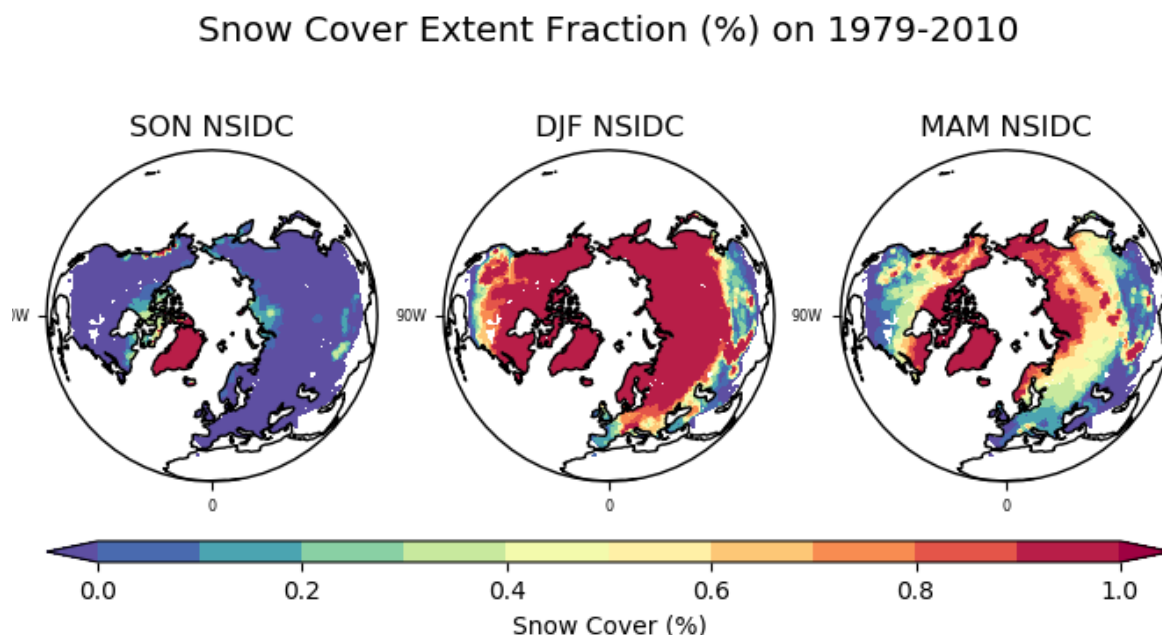 Snow Cover Extent Fraction (%) on 1979-2010
SON NSIDC DJF NSIDC MAM NSIDC
0W 90W 90W
0 0 0
0.0 0.2 0.4 0.6 0.8 1.0
Snow Cover (%)